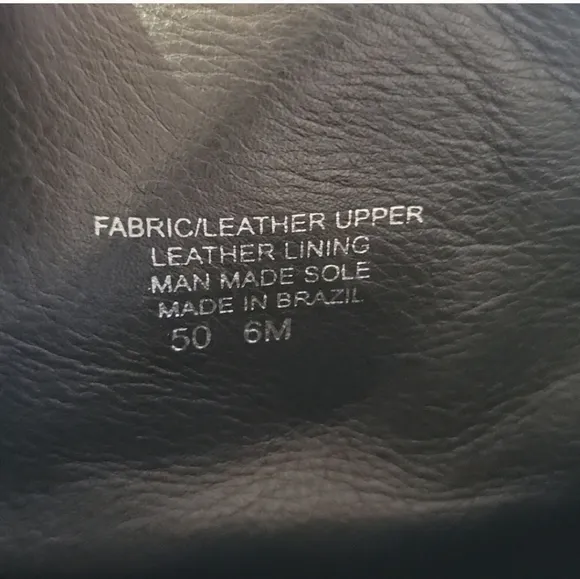 FABRIC/LEATHER UPPER
LEATHER LINING
MAN MADE SOLE
MADE IN BRAZIL
50 6M